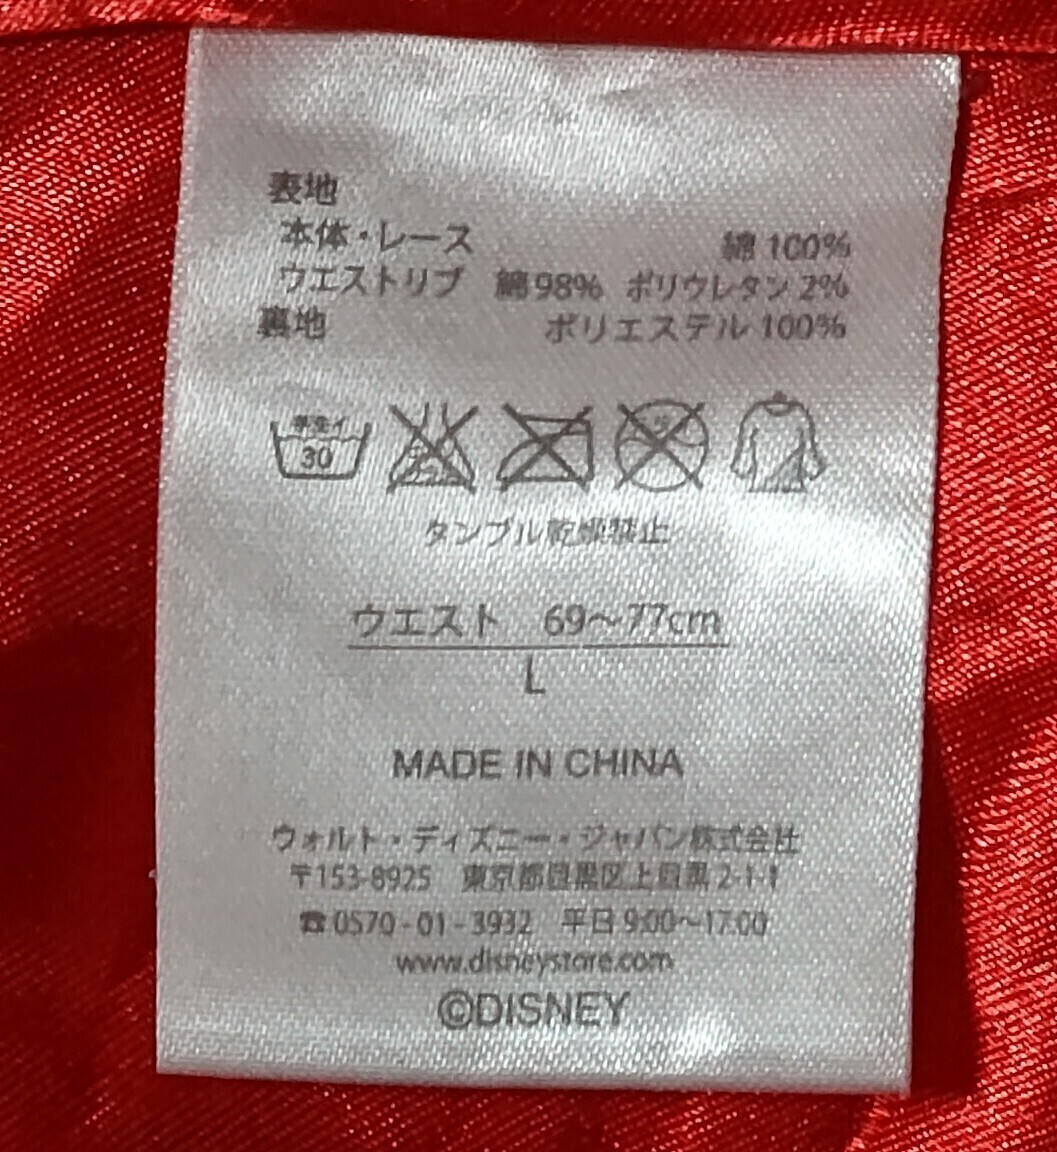 表地
本体・レース 綿 100%
ウエストリブ 綿98% ポリウレタン 2%
裏地 ポリエステル 100%
手洗イ
30
タンブル乾燥禁止
ウエスト 69〜77cm
L
MADE IN CHINA
ウォルト・ディズニー・ジャパン株式会社
〒153-8925 東京都目黒区上目黒 2-1-1
☎0570-01-3932 平日 9:00〜17:00
www.disneystore.com
©DISNEY